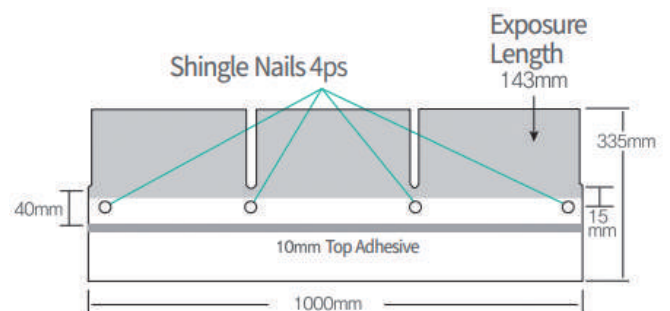 Exposure
Length
143mm
Shingle Nails 4ps
335mm
40mm
15
mm
10mm Top Adhesive
1000mm